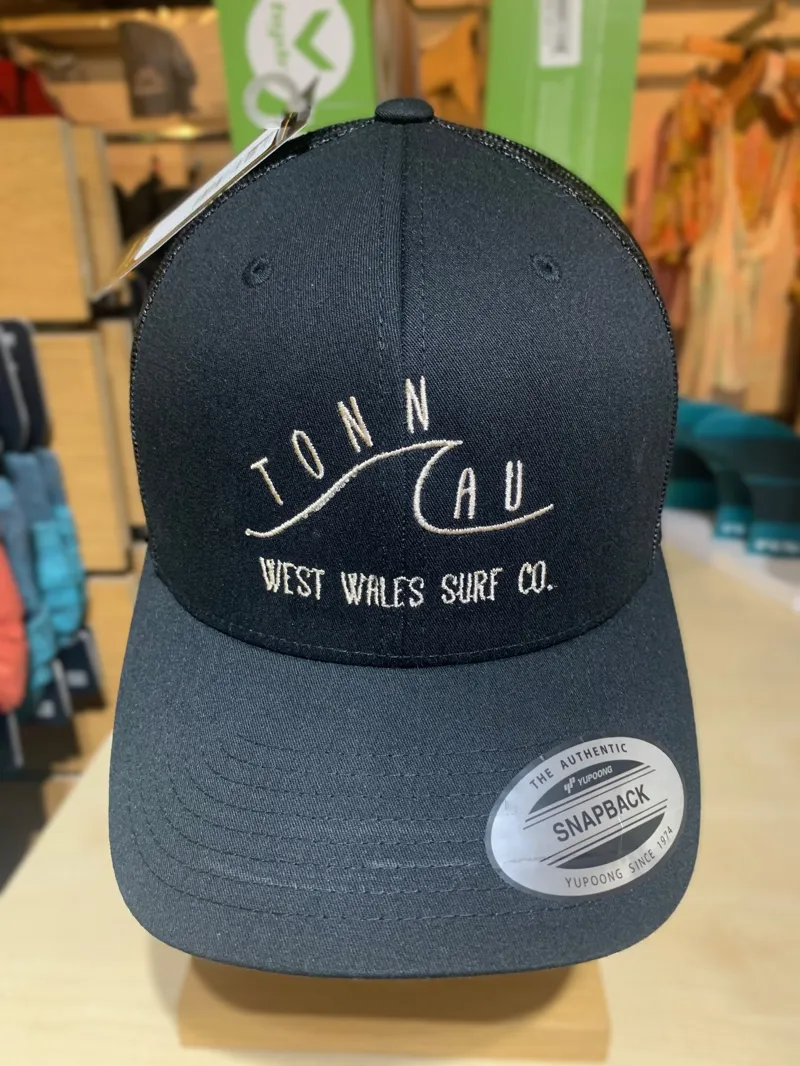 TONN
AU
WEST WALES SURF CO.
THE AUTHENTIC
YUPOONG
SNAPBACK
YUPOONG SINCE 1974